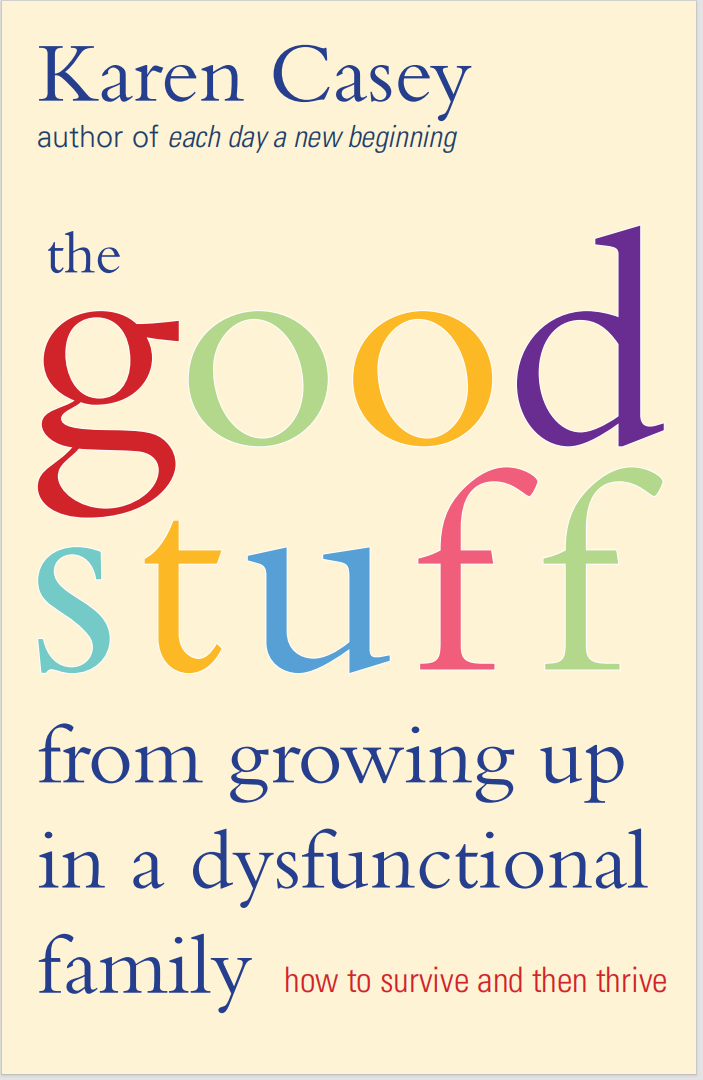 Karen Casey
author of each day a new beginning
the
good
stuff
from growing up
in a dysfunctional
family how to survive and then thrive